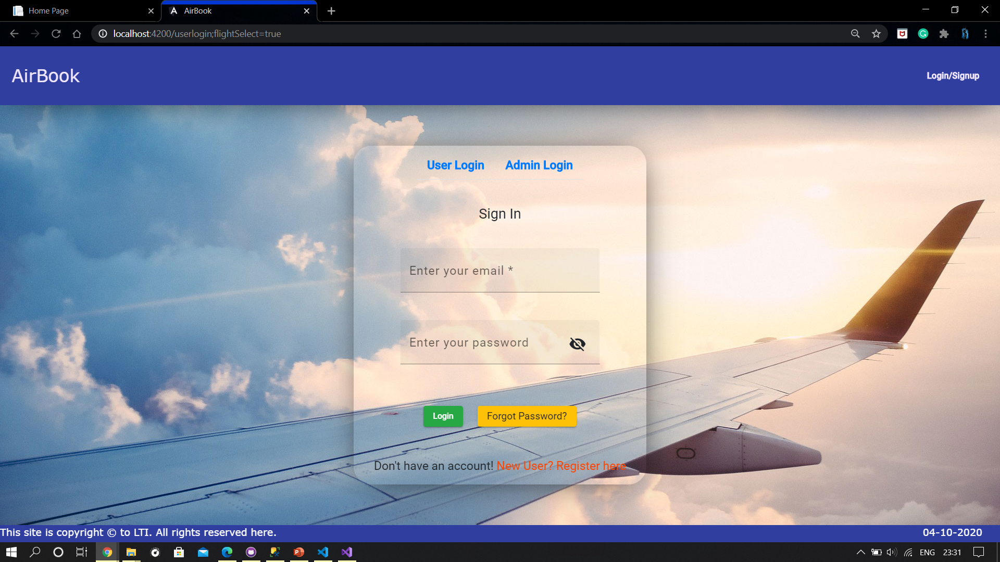 Home Page
AirBook
localhost:4200/userlogin;flightSelect=true
AirBook
Login/Signup
User Login
Admin Login
Sign In
Enter your email *
Enter your password
Login
Forgot Password?
Don't have an account! New User? Register here
This site is copyright © to LTI. All rights reserved here.
04-10-2020
ENG
23:31